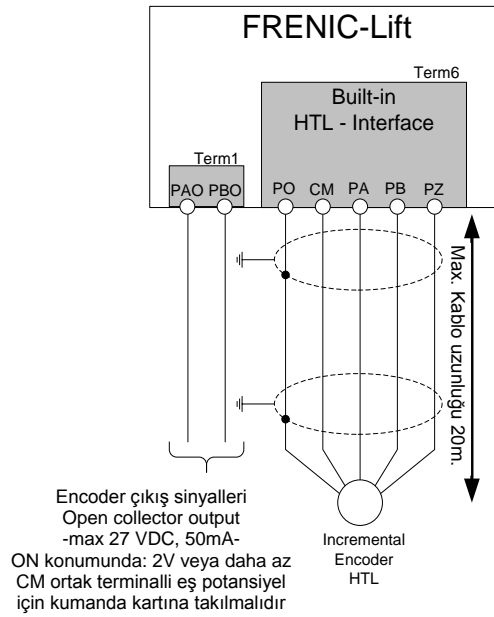 FRENIC-Lift
Term6
Built-in
HTL - Interface
Term1
PAO PBO
PO CM PA PB PZ
Max. Kablo uzunluğu 20m.
Encoder çıkış sinyalleri
Open collector output
-max 27 VDC, 50mA-
ON konumunda: 2V veya daha az
CM ortak terminalli eş potansiyel
için kumanda kartına takılmalıdır
Incremental
Encoder
HTL